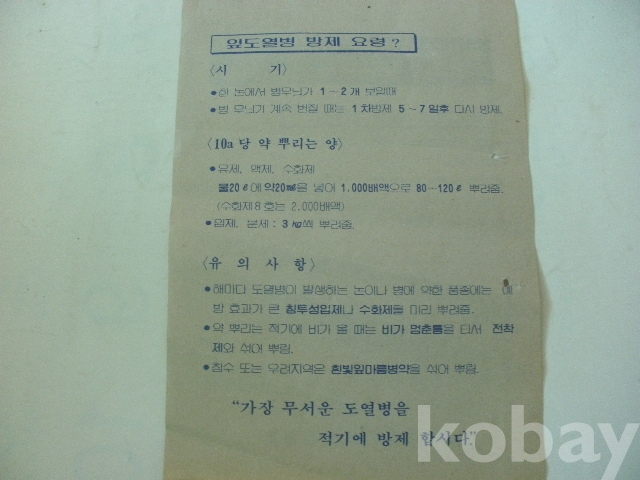 잎도열병 방제 요령?
〈시 기〉
●한 논에서 병무늬가 1~2개 보일때
●병 무늬가 계속 번질 때는 1차방제 5~7일후 다시 방제.
〈10a당 약 뿌리는 양〉
●유제, 액제, 수화제
물20ℓ에 약20㎖를 넣어 1.000배액으로 80~120ℓ 뿌려줌.
(수화제8호는 2.000배액)
●입제, 분제 : 3㎏씩 뿌려줌.
〈유 의 사 항〉
●해마다 도열병이 발생하는 논이나 병에 약한 품종에는 예
방 효과가 큰 침투성입제나 수화제를 미리 뿌려줌.
●약 뿌리는 적기에 비가 올 때는 비가 멈춘틈을 타서 전착
제와 섞어 뿌림.
●침수 또는 우려지역은 흰빛잎마름병약을 섞어 뿌림.
“가장 무서운 도열병을
적기에 방제 합시다.”
kobay